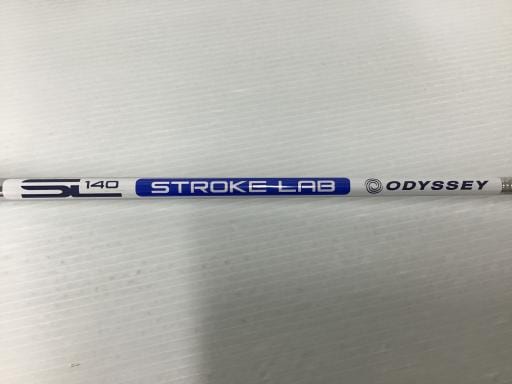 SL 140 STROKE LAB ODYSSEY